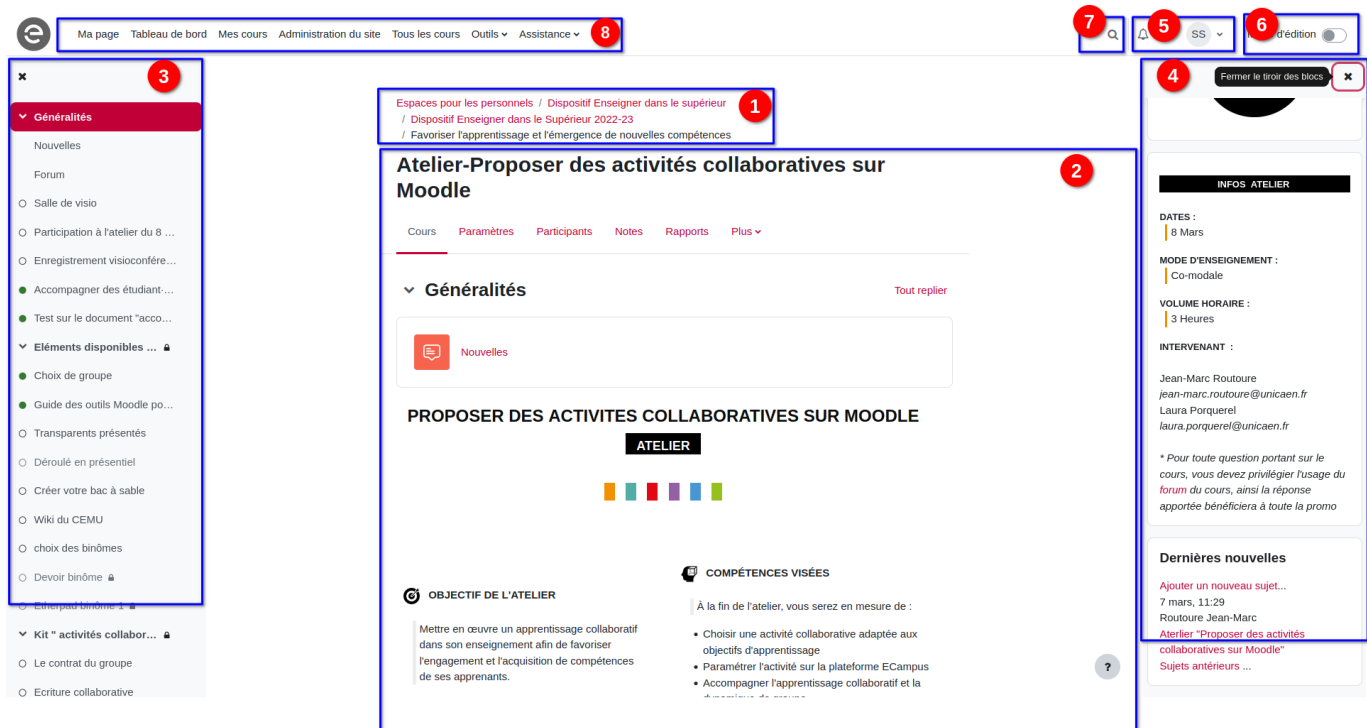 e
Ma page Tableau de bord Mes cours Administration du site Tous les cours Outils Assistance 8
7
5
SS
6
d'édition
3
Généralités
Nouvelles
Forum
Salle de visio
Participation à l'atelier du 8 ...
Enregistrement visioconfére...
Accompagner des étudiant·...
Test sur le document "acco...
Eléments disponibles ...
Choix de groupe
Guide des outils Moodle po...
Transparents présentés
Déroulé en présentiel
Créer votre bac à sable
Wiki du CEMU
choix des binômes
Devoir binôme
Etherpad binôme 1
Kit " activités collabor...
Le contrat du groupe
Ecriture collaborative
1
Espaces pour les personnels / Dispositif Enseigner dans le supérieur
/ Dispositif Enseigner dans le Supérieur 2022-23
/ Favoriser l'apprentissage et l'émergence de nouvelles compétences
2
Atelier-Proposer des activités collaboratives sur
Moodle
Cours Paramètres Participants Notes Rapports Plus
Généralités
Tout replier
Nouvelles
PROPOSER DES ACTIVITES COLLABORATIVES SUR MOODLE
ATELIER
OBJECTIF DE L'ATELIER
Mettre en œuvre un apprentissage collaboratif
dans son enseignement afin de favoriser
l'engagement et l'acquisition de compétences
de ses apprenants.
COMPÉTENCES VISÉES
À la fin de l'atelier, vous serez en mesure de :
• Choisir une activité collaborative adaptée aux
objectifs d'apprentissage
• Paramétrer l'activité sur la plateforme ECampus
• Accompagner l'apprentissage collaboratif et la
dynamique de groupe
?
4
Fermer le tiroir des blocs
INFOS ATELIER
DATES :
8 Mars
MODE D'ENSEIGNEMENT :
Co-modale
VOLUME HORAIRE :
3 Heures
INTERVENANT :
Jean-Marc Routoure
jean-marc.routoure@unicaen.fr
Laura Porquerel
laura.porquerel@unicaen.fr
* Pour toute question portant sur le
cours, vous devez privilégier l'usage du
forum du cours, ainsi la réponse
apportée bénéficiera à toute la promo
Dernières nouvelles
Ajouter un nouveau sujet...
7 mars, 11:29
Routoure Jean-Marc
Aterlier "Proposer des activités
collaboratives sur Moodle"
Sujets antérieurs ...